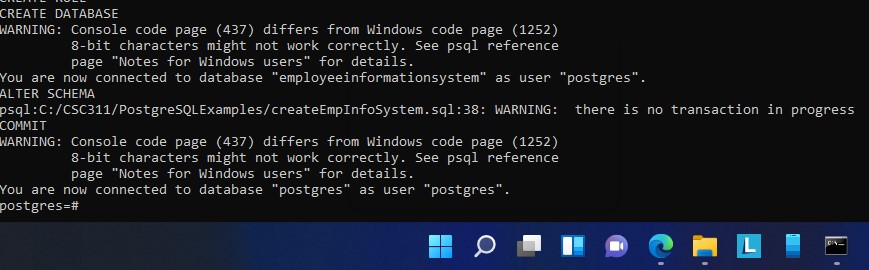 CREATE ROLE
CREATE DATABASE
WARNING: Console code page (437) differs from Windows code page (1252)
8-bit characters might not work correctly. See psql reference
page "Notes for Windows users" for details.
You are now connected to database "employeeinformationsystem" as user "postgres".
ALTER SCHEMA
psql:C:/CSC311/PostgreSQLExamples/createEmpInfoSystem.sql:38: WARNING:  there is no transaction in progress
COMMIT
WARNING: Console code page (437) differs from Windows code page (1252)
8-bit characters might not work correctly. See psql reference
page "Notes for Windows users" for details.
You are now connected to database "postgres" as user "postgres".
postgres=#
L